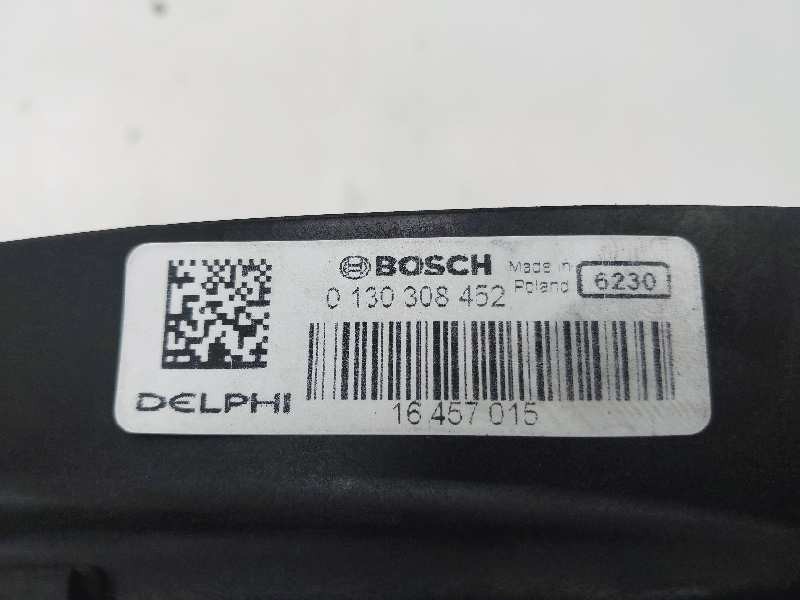 BOSCH Made in Poland 6230
0 130 308 452
DELPHI
16 457 015